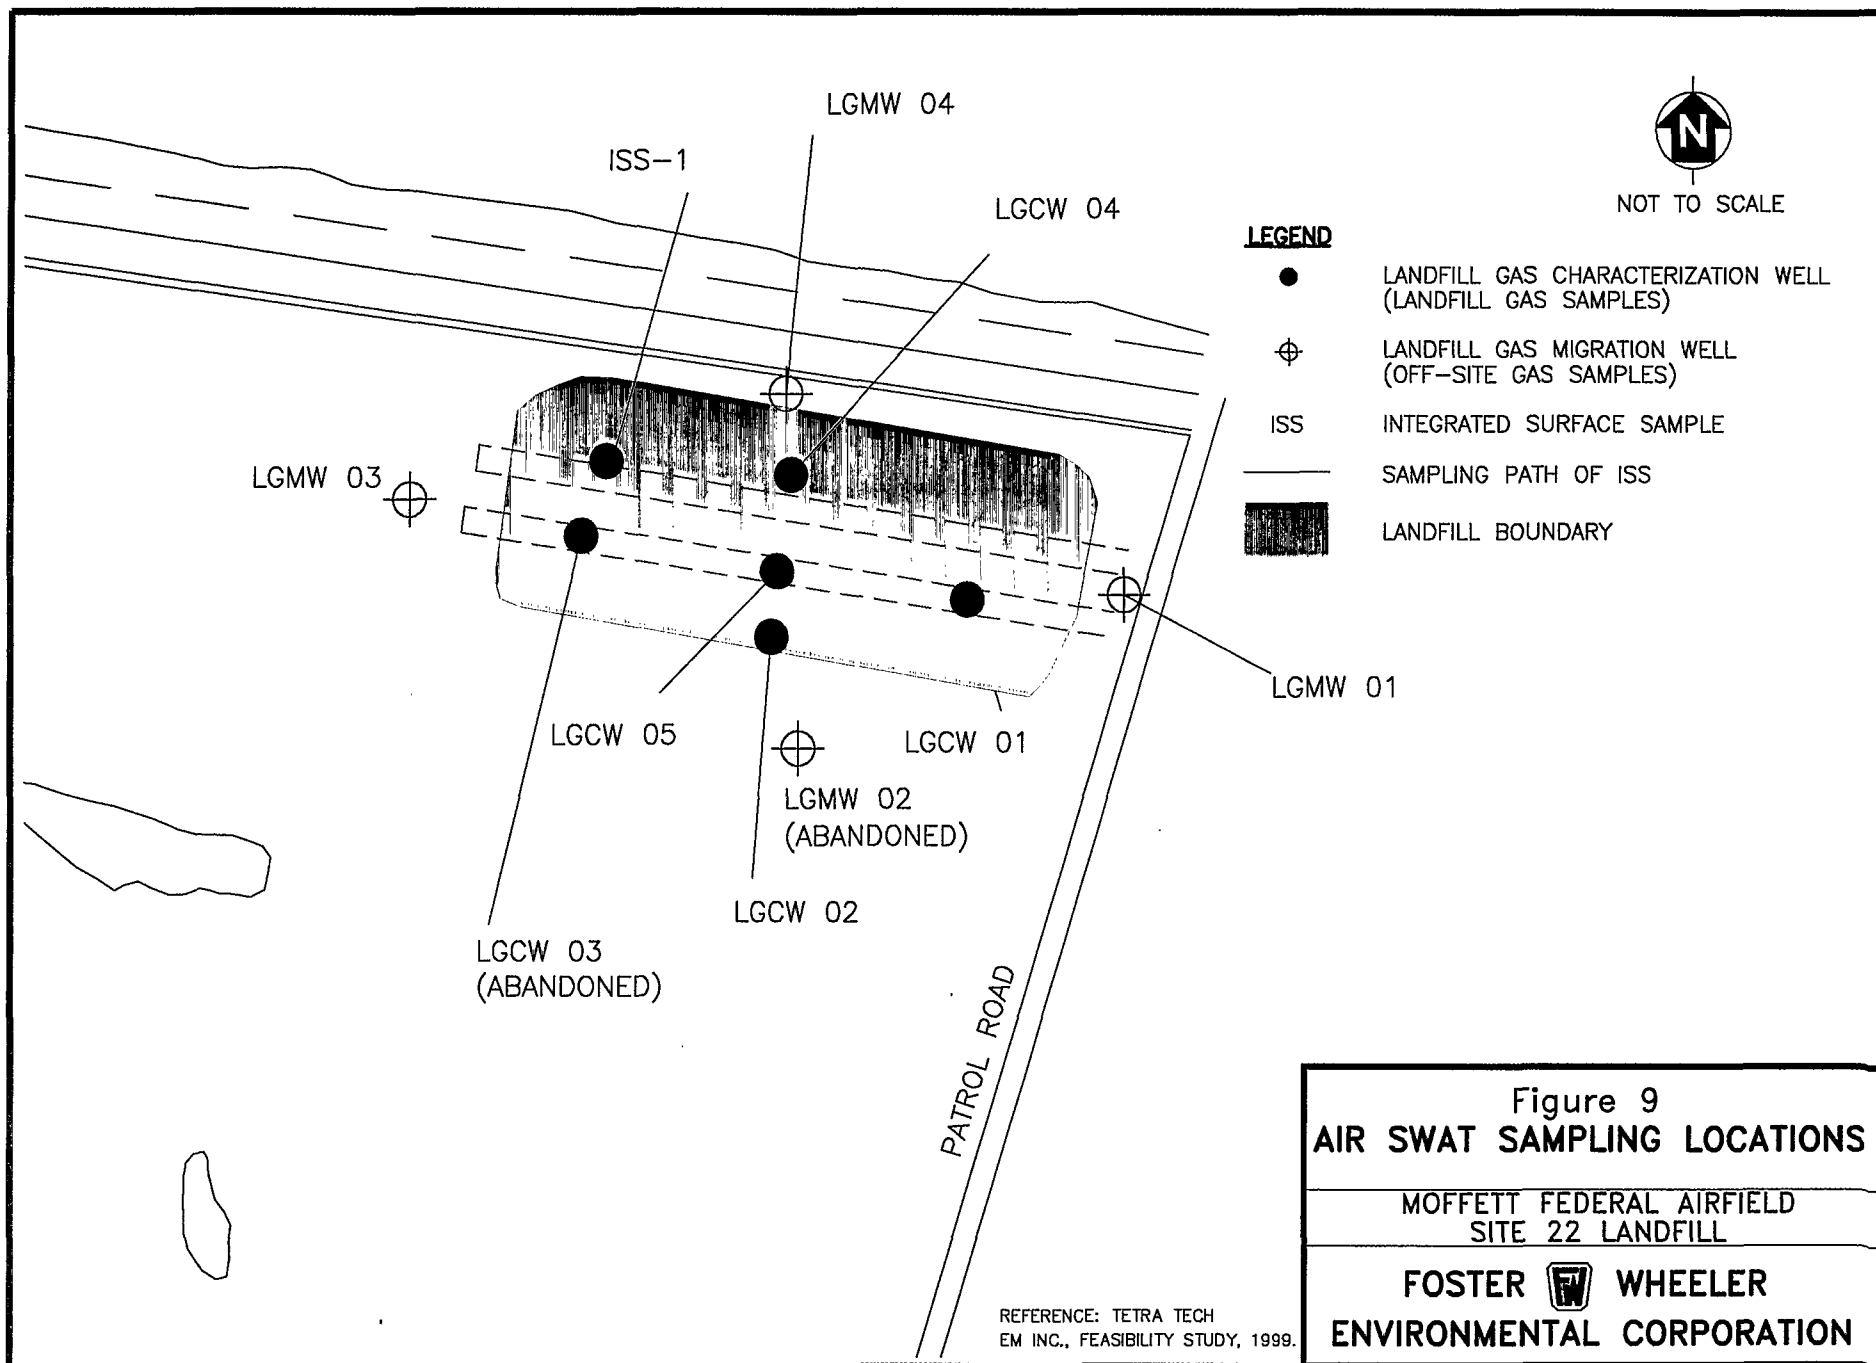 LGMW 04
ISS-1
LGCW 04
N
NOT TO SCALE
LEGEND
LANDFILL GAS CHARACTERIZATION WELL
(LANDFILL GAS SAMPLES)
LANDFILL GAS MIGRATION WELL
(OFF-SITE GAS SAMPLES)
ISS INTEGRATED SURFACE SAMPLE
SAMPLING PATH OF ISS
LANDFILL BOUNDARY
LGMW 03
LGMW 01
LGCW 05
LGCW 01
LGMW 02
(ABANDONED)
LGCW 02
LGCW 03
(ABANDONED)
PATROL ROAD
REFERENCE: TETRA TECH
EM INC., FEASIBILITY STUDY, 1999.
Figure 9
AIR SWAT SAMPLING LOCATIONS
MOFFETT FEDERAL AIRFIELD
SITE 22 LANDFILL
FOSTER FW WHEELER
ENVIRONMENTAL CORPORATION